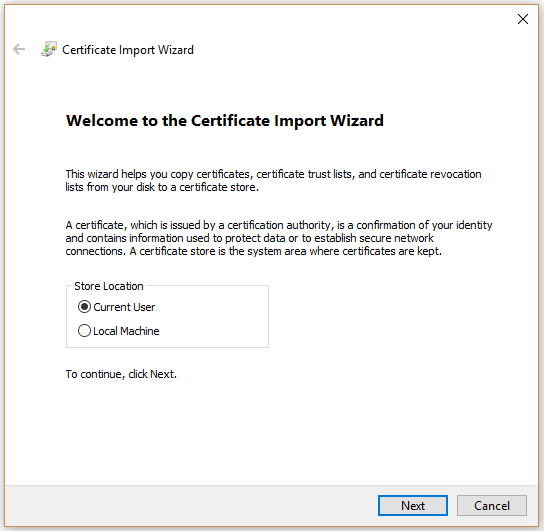 Certificate Import Wizard
Welcome to the Certificate Import Wizard
This wizard helps you copy certificates, certificate trust lists, and certificate revocation
lists from your disk to a certificate store.
A certificate, which is issued by a certification authority, is a confirmation of your identity
and contains information used to protect data or to establish secure network
connections. A certificate store is the system area where certificates are kept.
Store Location
Current User
Local Machine
To continue, click Next.
Next
Cancel